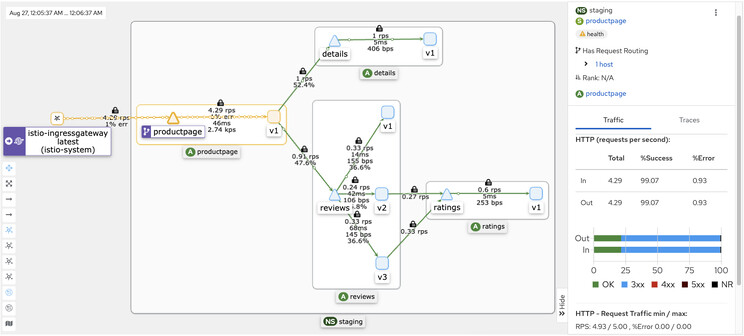 Aug 27, 12:05:37 AM ... 12:06:37 AM
1 rps
5ms
406 bps
details
v1
A details
1 rps
52.4%
4.29 rps
1% err
4.29 rps
1% err
46ms
2.74 kps
productpage
v1
A productpage
istio-ingressgateway
latest
(istio-system)
0.91 rps
47.6%
v1
0.33 rps
14ms
155 bps
36.6%
0.24 rps
42ms
106 bps
reviews
v2
0.27 rps
0.6 rps
5ms
253 bps
ratings
v1
A ratings
0.33 rps
68ms
145 bps
36.6%
0.33 rps
v3
A reviews
NS staging
Hide
NS staging
S productpage
health
Has Request Routing
1 host
Rank: N/A
A productpage
Traffic
Traces
HTTP (requests per second):
Total %Success %Error
In 4.29 99.07 0.93
Out 4.29 99.07 0.93
Out
In
0 25 50 75 100
OK 3xx 4xx 5xx NR
HTTP - Request Traffic min / max:
RPS: 4.93 / 5.00 , %Error 0.00 / 0.00